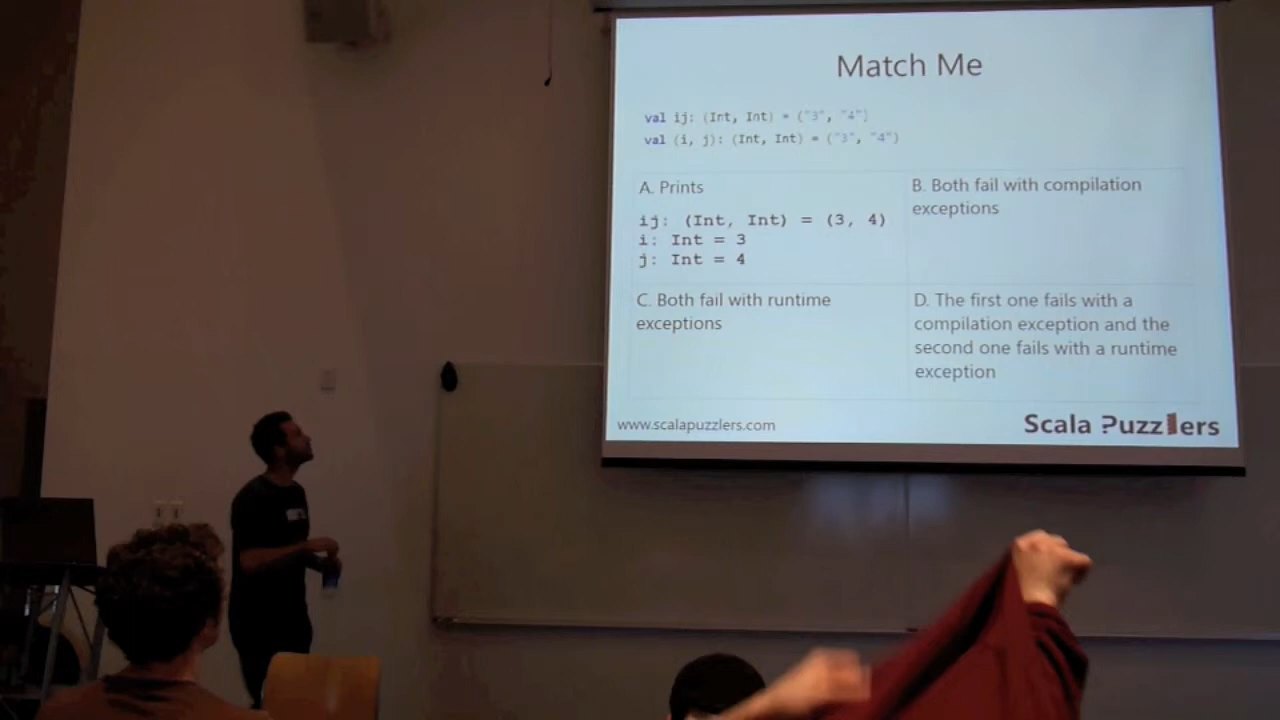 Match Me
val ij: (Int, Int) = ("3", "4")
val (i, j): (Int, Int) = ("3", "4")
A. Prints
ij: (Int, Int) = (3, 4)
i: Int = 3
j: Int = 4
B. Both fail with compilation
exceptions
C. Both fail with runtime
exceptions
D. The first one fails with a
compilation exception and the
second one fails with a runtime
exception
www.scalapuzzlers.com
Scala Puzzlers